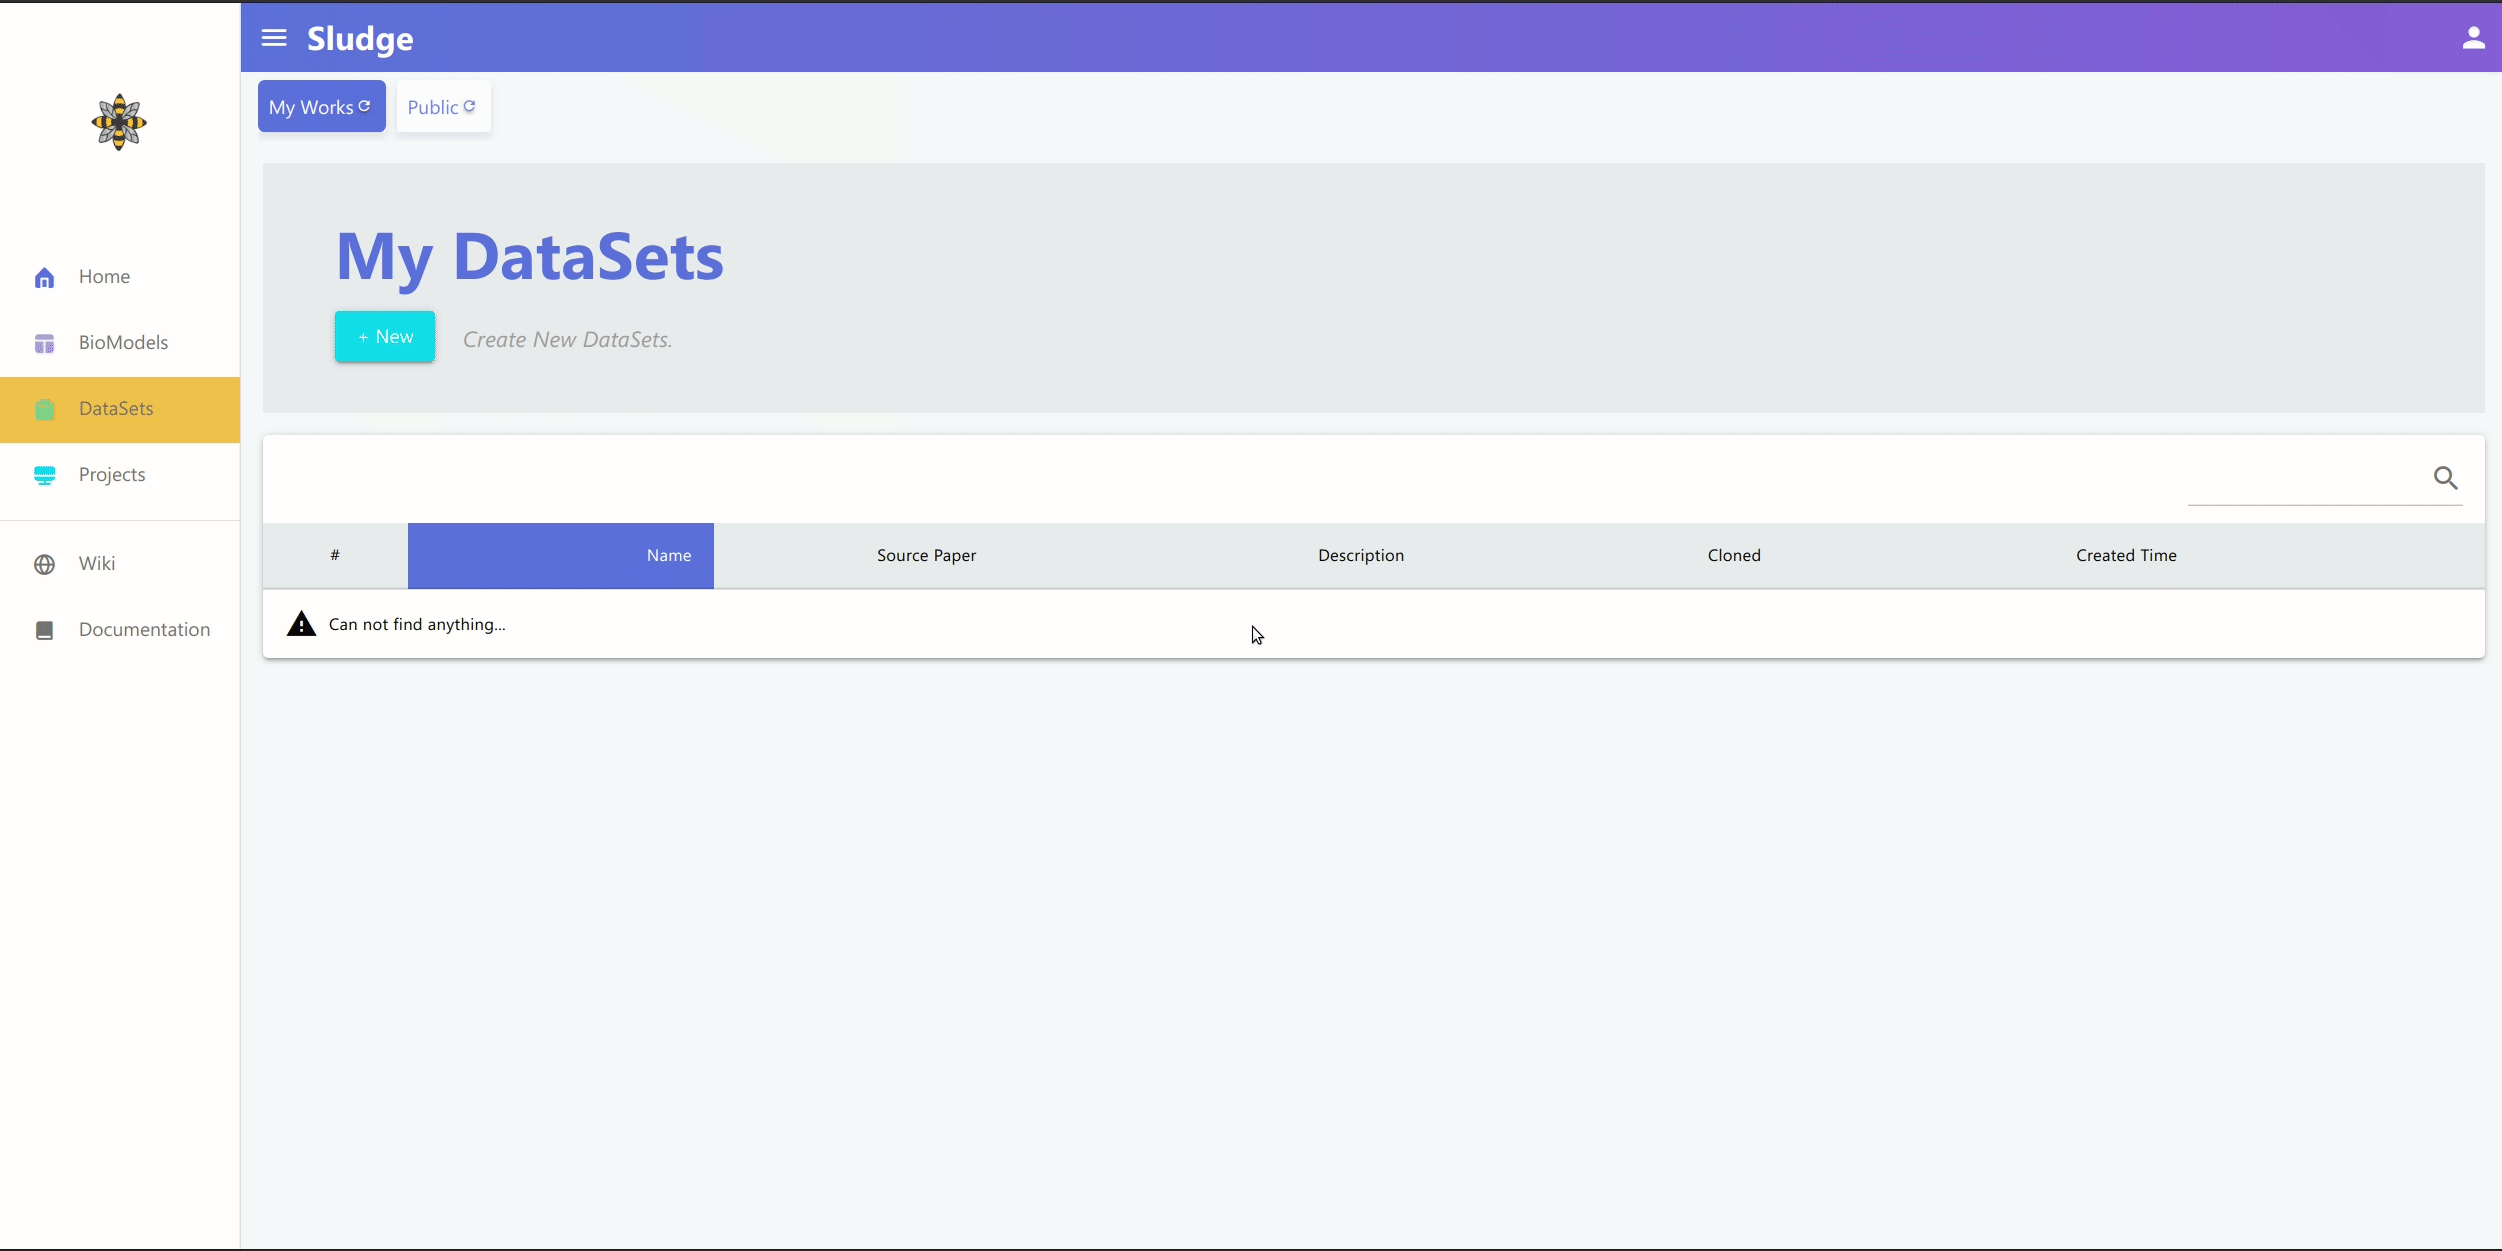 Sludge
My Works Public
Home
BioModels
DataSets
Projects
Wiki
Documentation
My DataSets
+ New Create New DataSets.
# Name Source Paper Description Cloned Created Time
Can not find anything...